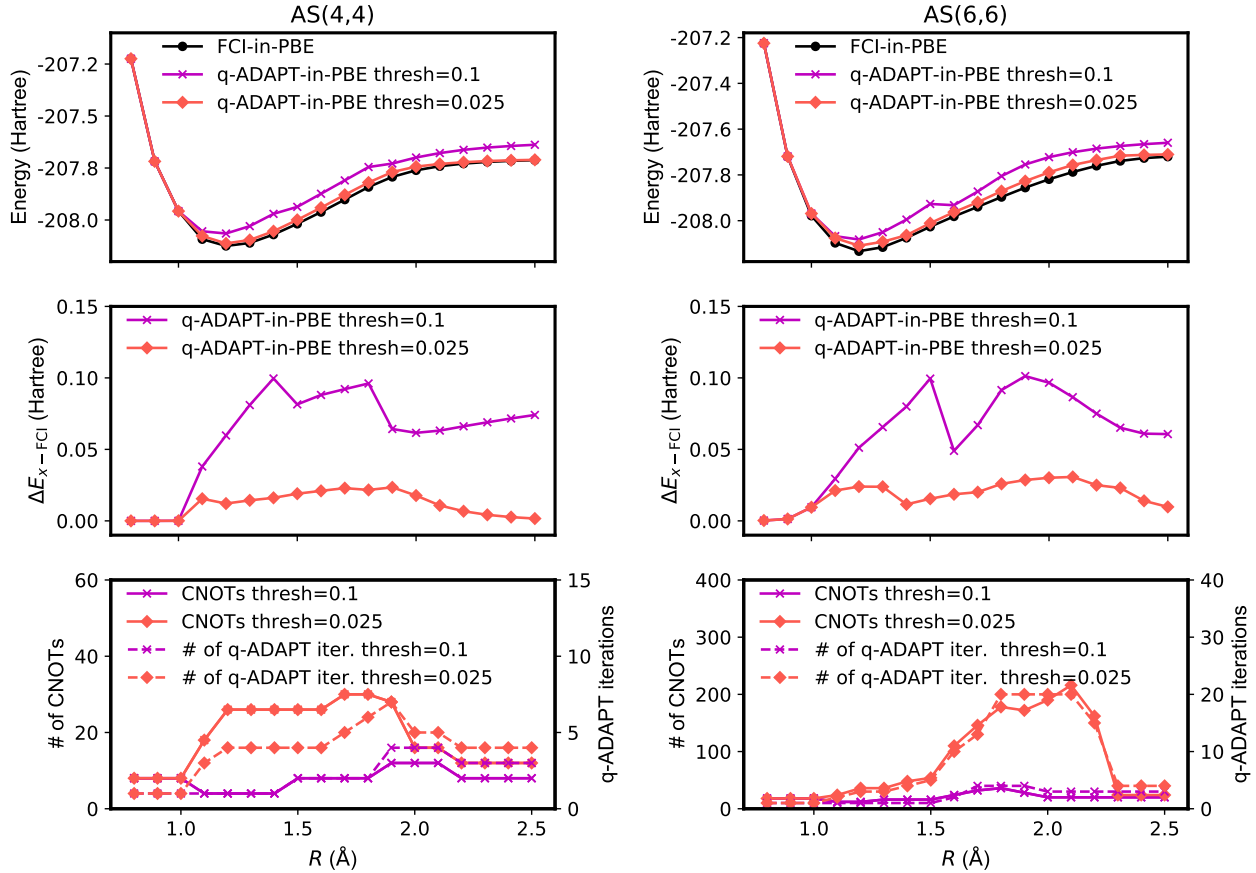 AS(4,4)
Energy (Hartree)
-207.2
-207.5
-207.8
-208.0
FCI-in-PBE
q-ADAPT-in-PBE thresh=0.1
q-ADAPT-in-PBE thresh=0.025
AS(6,6)
Energy (Hartree)
-207.2
-207.4
-207.6
-207.8
-208.0
FCI-in-PBE
q-ADAPT-in-PBE thresh=0.1
q-ADAPT-in-PBE thresh=0.025
ΔE_{x−FCI} (Hartree)
0.15
0.10
0.05
0.00
q-ADAPT-in-PBE thresh=0.1
q-ADAPT-in-PBE thresh=0.025
ΔE_{x−FCI} (Hartree)
0.15
0.10
0.05
0.00
q-ADAPT-in-PBE thresh=0.1
q-ADAPT-in-PBE thresh=0.025
# of CNOTs
60
40
20
0
CNOTs thresh=0.1
CNOTs thresh=0.025
# of q-ADAPT iter. thresh=0.1
# of q-ADAPT iter. thresh=0.025
15
10
5
0
q-ADAPT iterations
1.0 1.5 2.0 2.5
R (Å)
# of CNOTs
400
300
200
100
0
CNOTs thresh=0.1
CNOTs thresh=0.025
# of q-ADAPT iter.  thresh=0.1
# of q-ADAPT iter.  thresh=0.025
40
30
20
10
0
q-ADAPT iterations
1.0 1.5 2.0 2.5
R (Å)